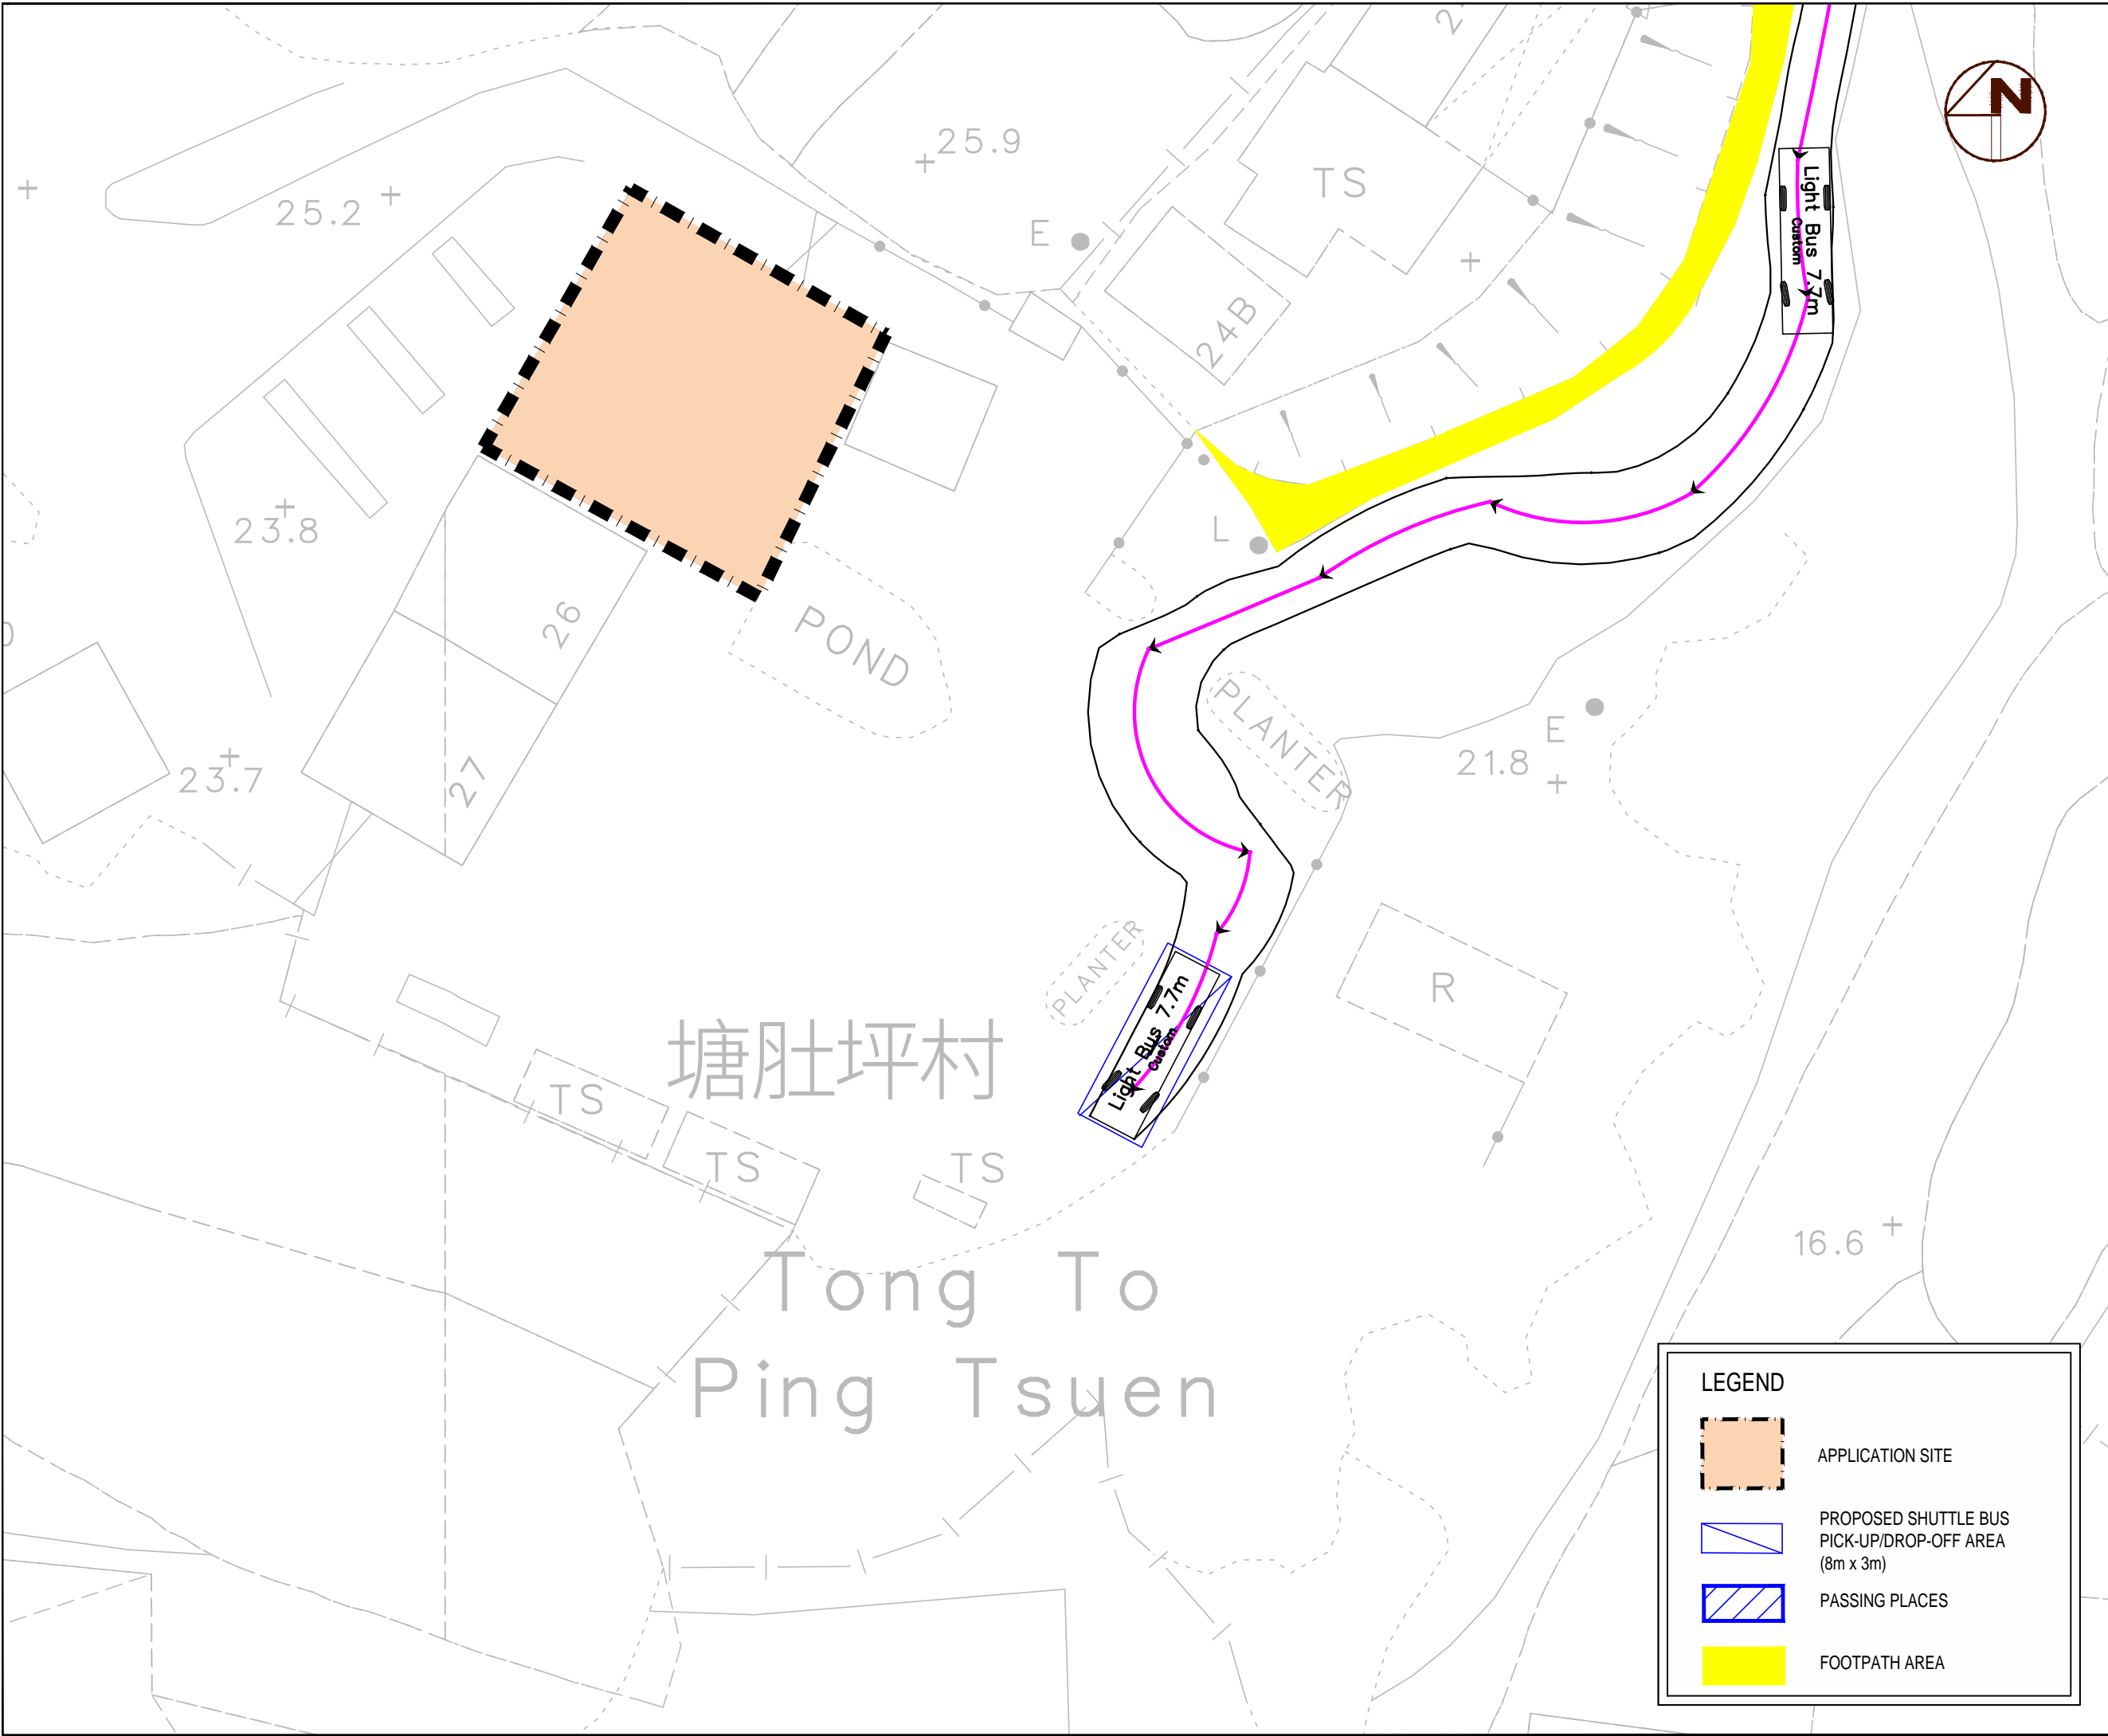 N
25.9
TS
25.2
E
24B
Light Bus 7.7m
Custom
23.8
L
26
POND
PLANTER
E
21.8
23.7
27
PLANTER
R
Light Bus 7.7m
Custom
塘肚坪村
TS
TS
TS
16.6
Tong To
Ping Tsuen
LEGEND
APPLICATION SITE
PROPOSED SHUTTLE BUS
PICK-UP/DROP-OFF AREA
(8m x 3m)
PASSING PLACES
FOOTPATH AREA